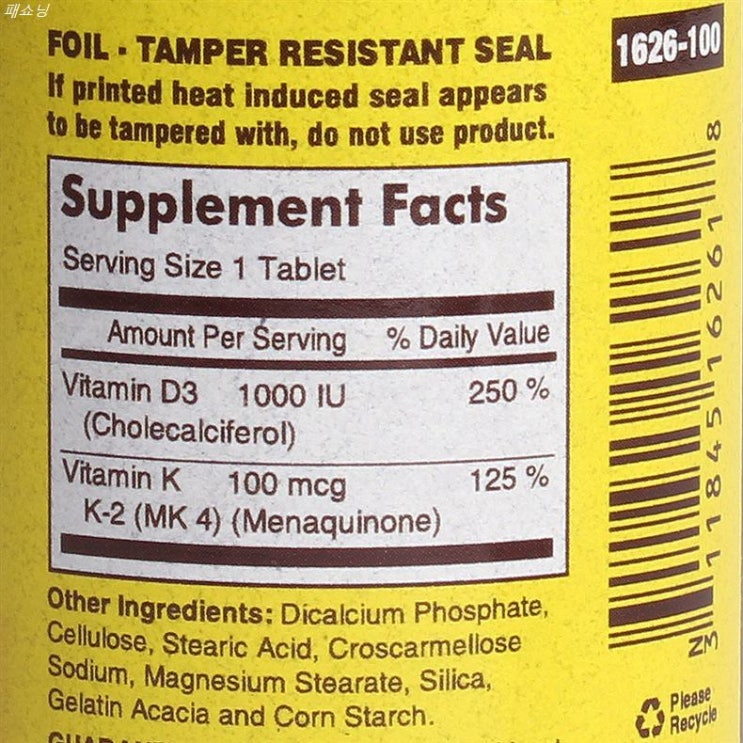 패쇼닝
FOIL · TAMPER RESISTANT SEAL
If printed heat induced seal appears
to be tampered with, do not use product.
1626-100
Supplement Facts
Serving Size 1 Tablet
Amount Per Serving % Daily Value
Vitamin D3 1000 IU 250 %
(Cholecalciferol)
Vitamin K 100 mcg 125 %
K-2 (MK 4) (Menaquinone)
Other Ingredients: Dicalcium Phosphate,
Cellulose, Stearic Acid, Croscarmellose
Sodium, Magnesium Stearate, Silica,
Gelatin Acacia and Corn Starch.
3 11845 16261 8
Please
Recycle